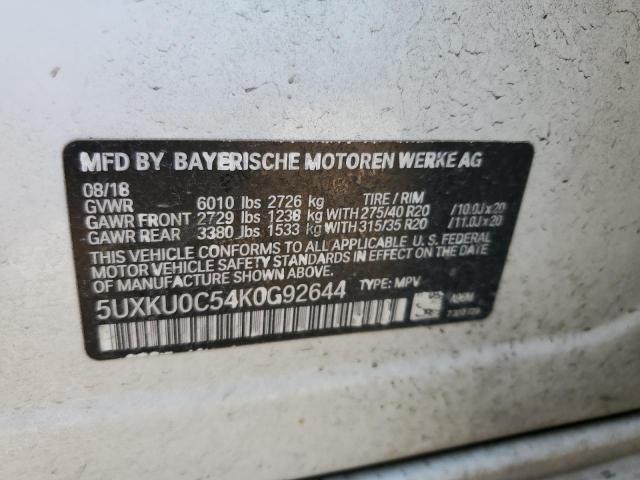 MFD BY BAYERISCHE MOTOREN WERKE AG
08/18
GVWR 6010 lbs 2726 kg TIRE / RIM
GAWR FRONT 2729 lbs 1238 kg WITH 275/40 R20 /10.0J x 20
GAWR REAR 3380 lbs 1533 kg WITH 315/35 R20 /11.0J x 20
THIS VEHICLE CONFORMS TO ALL APPLICABLE U. S. FEDERAL
MOTOR VEHICLE SAFETY STANDARDS IN EFFECT ON THE DATE
OF MANUFACTURE SHOWN ABOVE.
5UXKU0C54K0G92644 TYPE: MPV